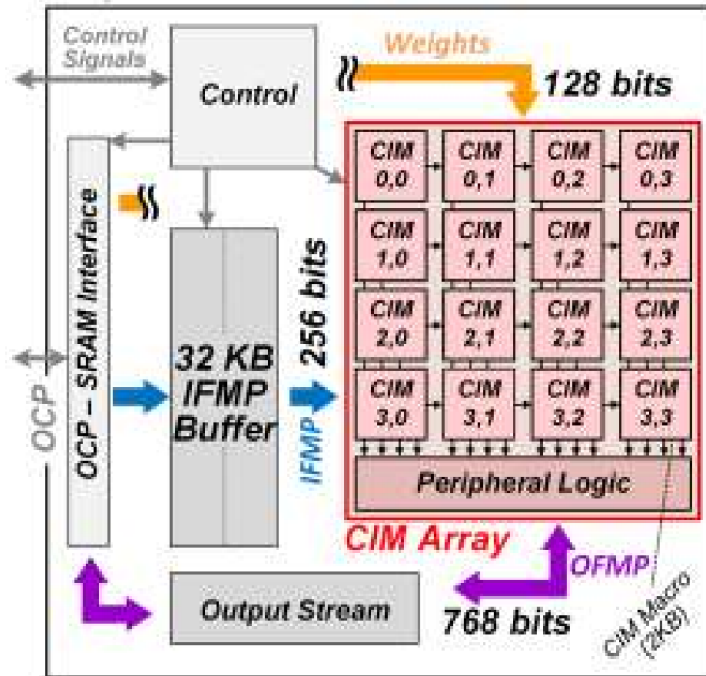 Control
Signals
Control
Weights
128 bits
OCP
OCP – SRAM Interface
32 KB
IFMP
Buffer
256 bits
IFMP
CIM
0,0
CIM
0,1
CIM
0,2
CIM
0,3
CIM
1,0
CIM
1,1
CIM
1,2
CIM
1,3
CIM
2,0
CIM
2,1
CIM
2,2
CIM
2,3
CIM
3,0
CIM
3,1
CIM
3,2
CIM
3,3
Peripheral Logic
CIM Array
OFMP
Output Stream
768 bits
CIM Macro
(2KB)